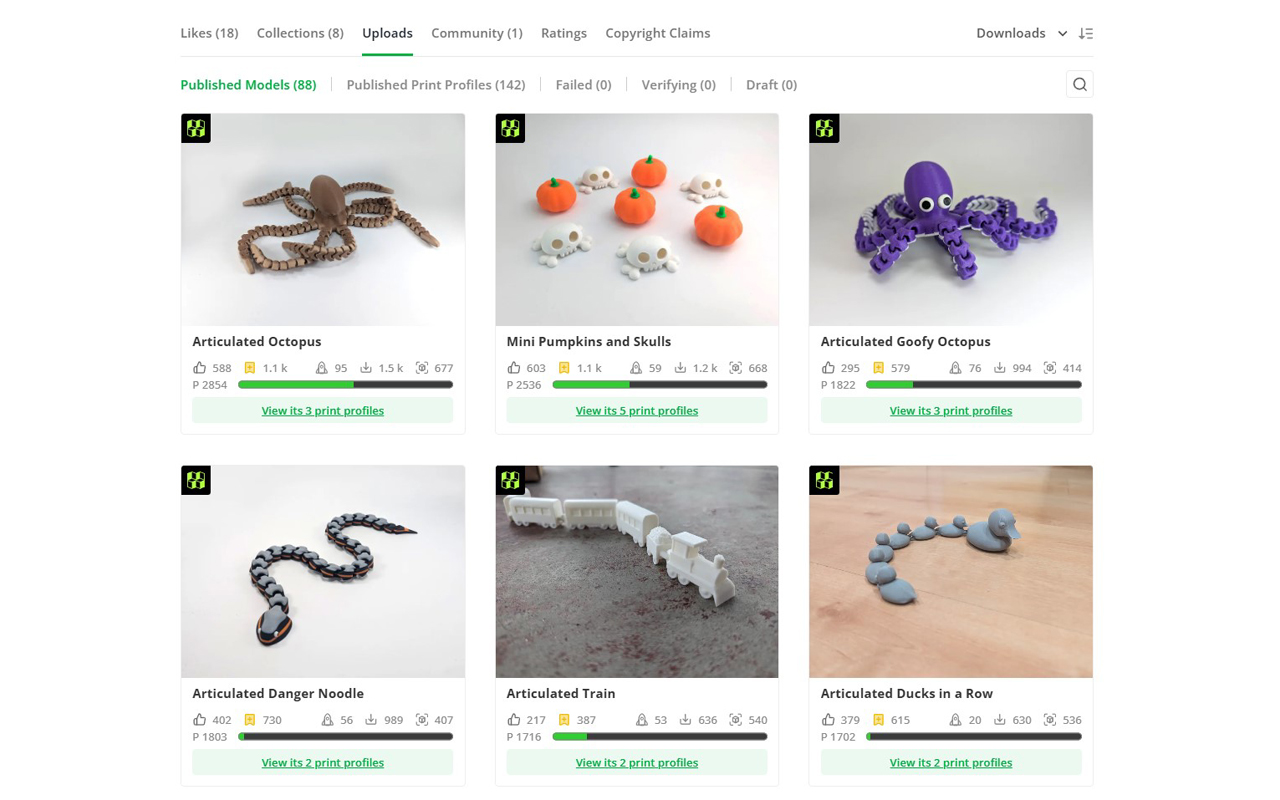 Likes (18) Collections (8) Uploads Community (1) Ratings Copyright Claims Downloads
Published Models (88) Published Print Profiles (142) Failed (0) Verifying (0) Draft (0)
Articulated Octopus
588 1.1 k 95 1.5 k 677
P 2854
View its 3 print profiles
Mini Pumpkins and Skulls
603 1.1 k 59 1.2 k 668
P 2536
View its 5 print profiles
Articulated Goofy Octopus
295 579 76 994 414
P 1822
View its 3 print profiles
Articulated Danger Noodle
402 730 56 989 407
P 1803
View its 2 print profiles
Articulated Train
217 387 53 636 540
P 1716
View its 2 print profiles
Articulated Ducks in a Row
379 615 20 630 536
P 1702
View its 2 print profiles